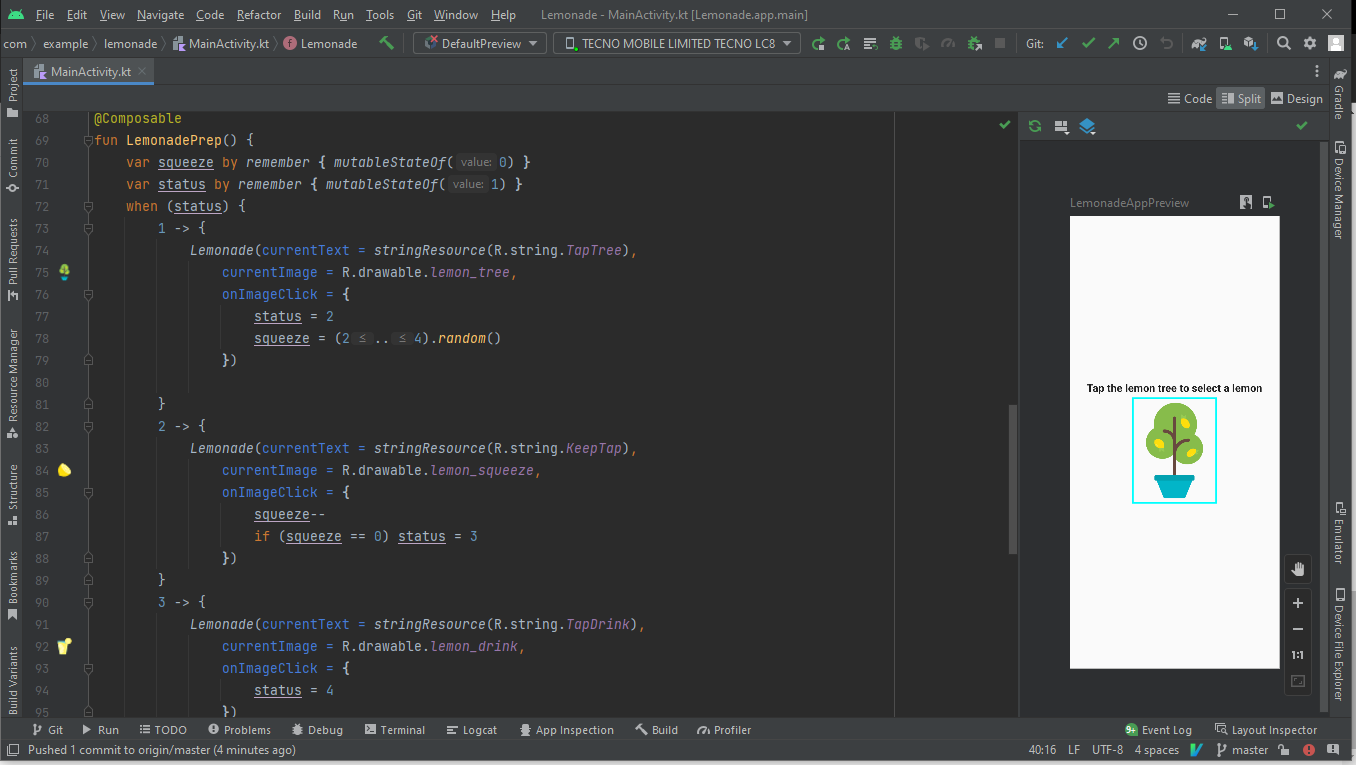 File Edit View Navigate Code Refactor Build Run Tools Git Window Help Lemonade - MainActivity.kt [Lemonade.app.main]
com example lemonade MainActivity.kt Lemonade DefaultPreview TECNO MOBILE LIMITED TECNO LC8 Git:
MainActivity.kt
Code Split Design
68 @Composable
69 fun LemonadePrep() {
70 var squeeze by remember { mutableStateOf( value: 0) }
71 var status by remember { mutableStateOf( value: 1) }
72 when (status) {
73 1 -> {
74 Lemonade(currentText = stringResource(R.string.TapTree),
75 currentImage = R.drawable.lemon_tree,
76 onImageClick = {
77 status = 2
78 squeeze = (2 ≤ .. ≤ 4).random()
79 })
80
81 }
82 2 -> {
83 Lemonade(currentText = stringResource(R.string.KeepTap),
84 currentImage = R.drawable.lemon_squeeze,
85 onImageClick = {
86 squeeze--
87 if (squeeze == 0) status = 3
88 })
89 }
90 3 -> {
91 Lemonade(currentText = stringResource(R.string.TapDrink),
92 currentImage = R.drawable.lemon_drink,
93 onImageClick = {
94 status = 4
95 })
LemonadeAppPreview
Tap the lemon tree to select a lemon
1:1
Project
Commit
Pull Requests
Resource Manager
Structure
Bookmarks
Build Variants
Gradle
Device Manager
Emulator
Device File Explorer
Git Run TODO Problems Debug Terminal Logcat App Inspection Build Profiler 9+ Event Log Layout Inspector
Pushed 1 commit to origin/master (4 minutes ago) 40:16 LF UTF-8 4 spaces master